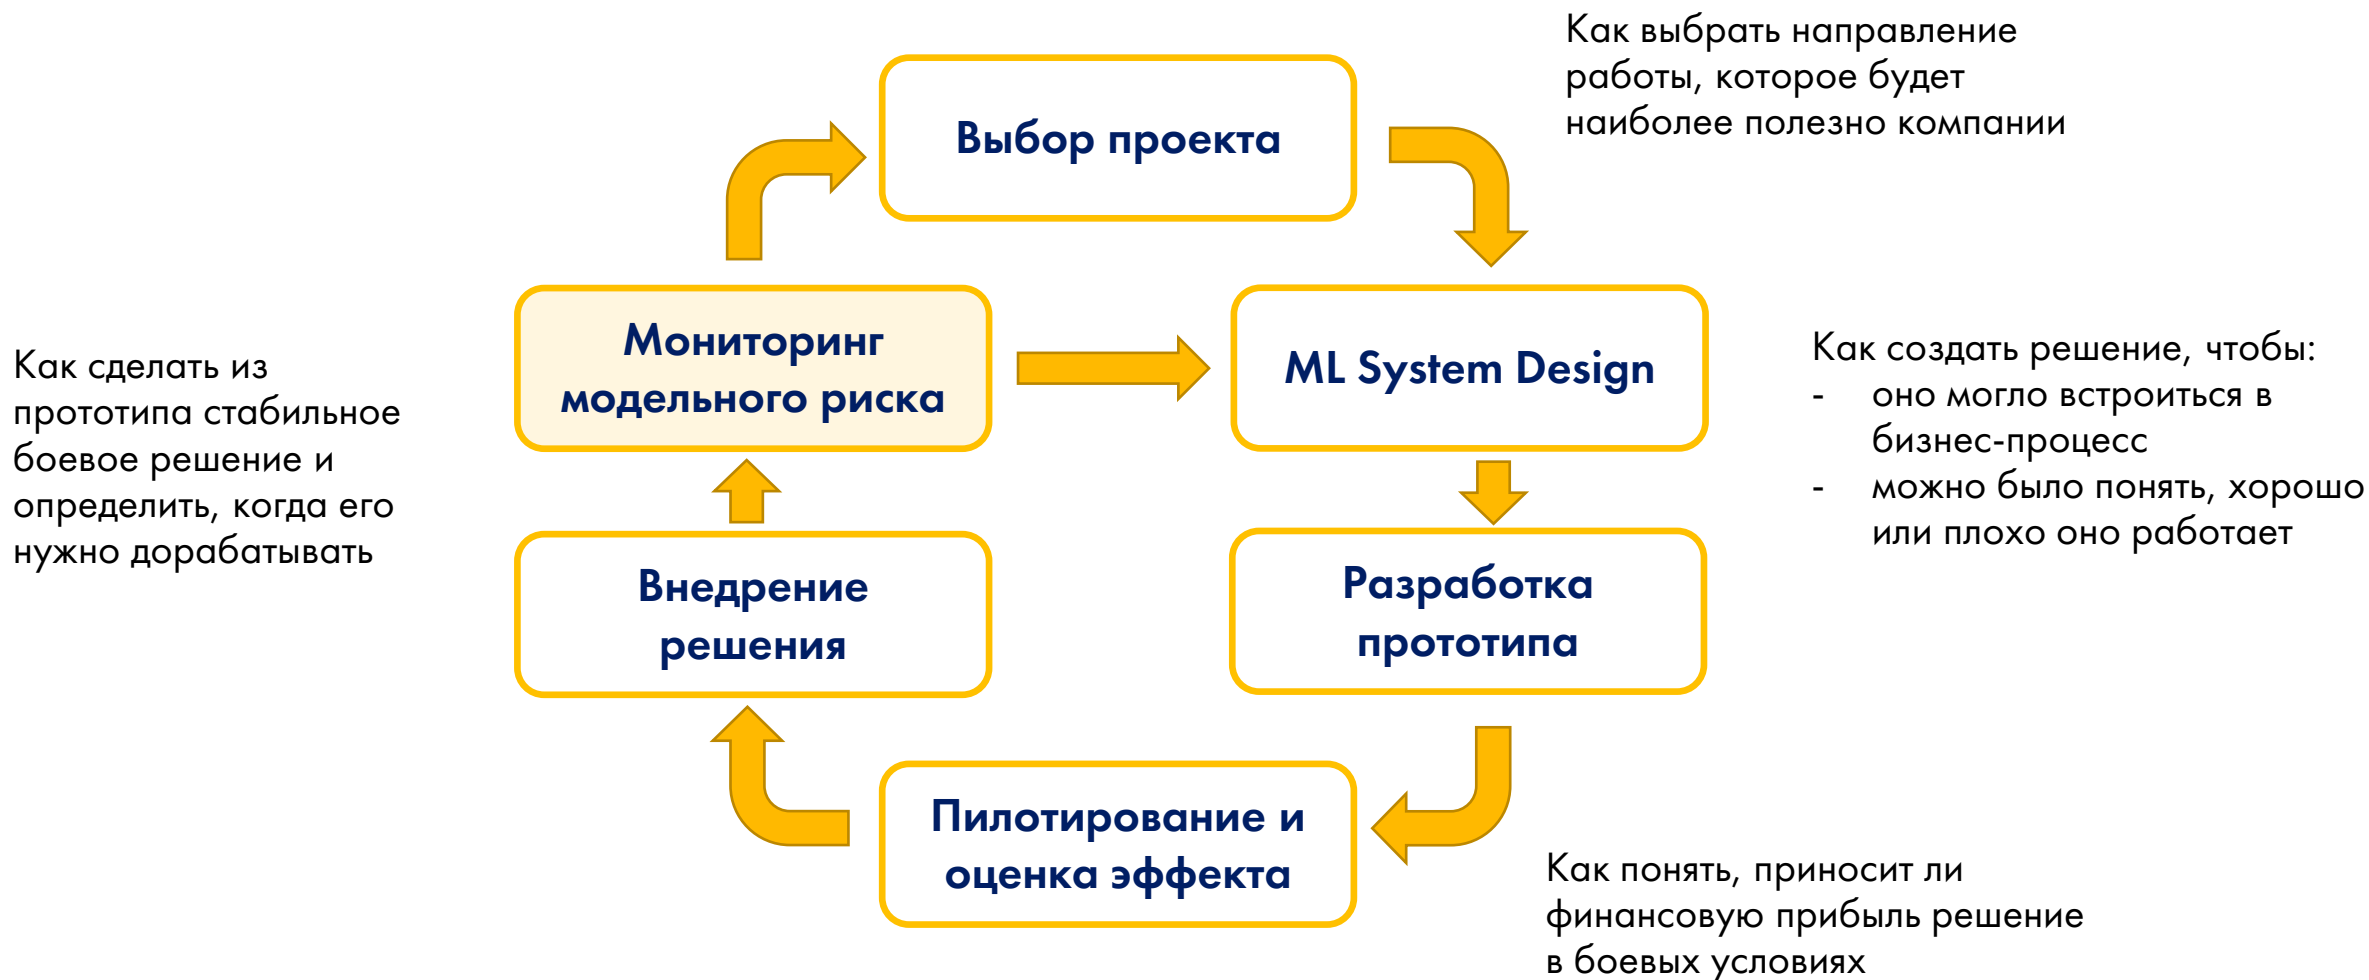 Как выбрать направление
работы, которое будет
наиболее полезно компании
Выбор проекта
Мониторинг
модельного риска
ML System Design
Как сделать из
прототипа стабильное
боевое решение и
определить, когда его
нужно дорабатывать
Как создать решение, чтобы:
- оно могло встроиться в
бизнес-процесс
- можно было понять, хорошо
или плохо оно работает
Внедрение
решения
Разработка
прототипа
Пилотирование и
оценка эффекта
Как понять, приносит ли
финансовую прибыль решение
в боевых условиях